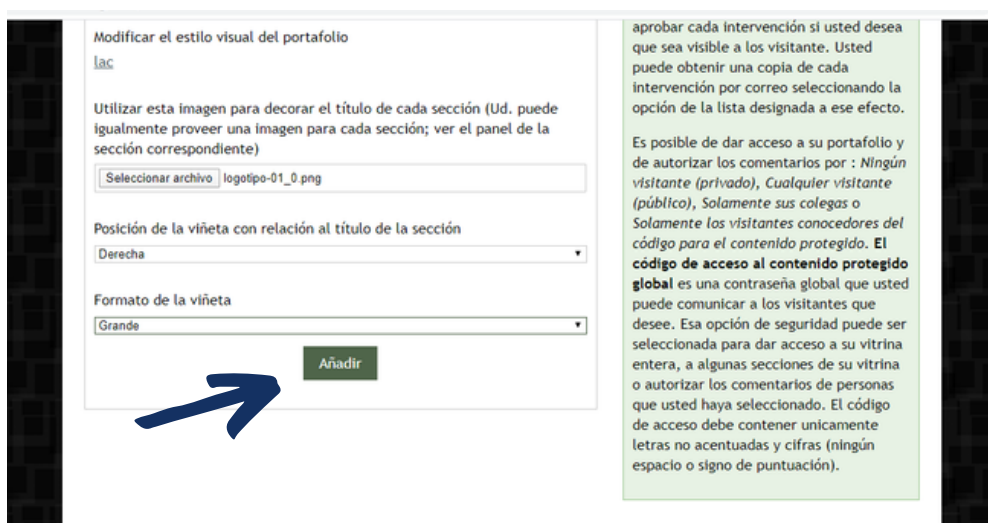 Modificar el estilo visual del portafolio
lac
Utilizar esta imagen para decorar el título de cada sección (Ud. puede
igualmente proveer una imagen para cada sección; ver el panel de la
sección correspondiente)
Seleccionar archivo logotipo-01_0.png
Posición de la viñeta con relación al título de la sección
Derecha
Formato de la viñeta
Grande
Añadir
aprobar cada intervención si usted desea
que sea visible a los visitante. Usted
puede obtener una copia de cada
intervención por correo seleccionando la
opción de la lista designada a ese efecto.
Es posible de dar acceso a su portafolio y
de autorizar los comentarios por : Ningún
visitante (privado), Cualquier visitante
(público), Solamente sus colegas o
Solamente los visitantes conocedores del
código para el contenido protegido. El
código de acceso al contenido protegido
global es una contraseña global que usted
puede comunicar a los visitantes que
desee. Esa opción de seguridad puede ser
seleccionada para dar acceso a su vitrina
entera, a algunas secciones de su vitrina
o autorizar los comentarios de personas
que usted haya seleccionado. El código
de acceso debe contener unicamente
letras no acentuadas y cifras (ningún
espacio o signo de puntuación).